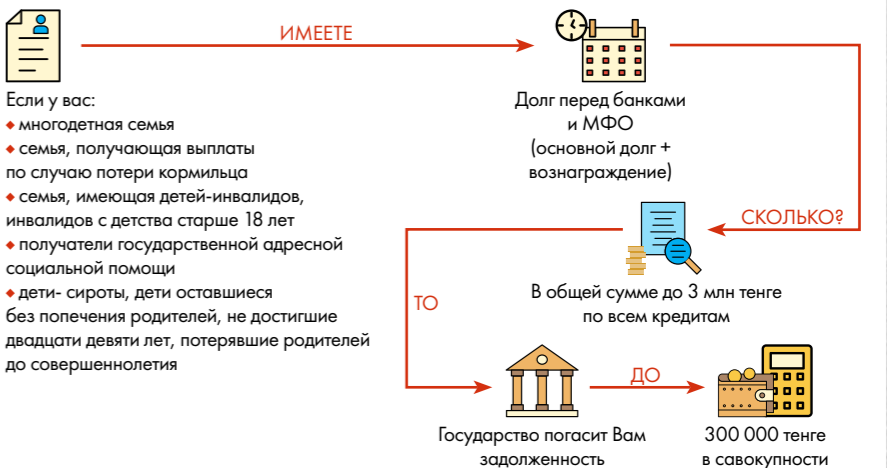 ИМЕЕТЕ
Если у вас:
♦ многодетная семья
♦ семья, получающая выплаты
по случаю потери кормильца
♦ семья, имеющая детей-инвалидов,
инвалидов с детства старше 18 лет
♦ получатели государственной адресной
социальной помощи
♦ дети- сироты, дети оставшиеся
без попечения родителей, не достигшие
двадцати девяти лет, потерявшие родителей
до совершеннолетия
Долг перед банками
и МФО
(основной долг +
вознаграждение)
СКОЛЬКО?
В общей сумме до 3 млн тенге
по всем кредитам
ТО
Государство погасит Вам
задолженность
ДО
300 000 тенге
в савокупности